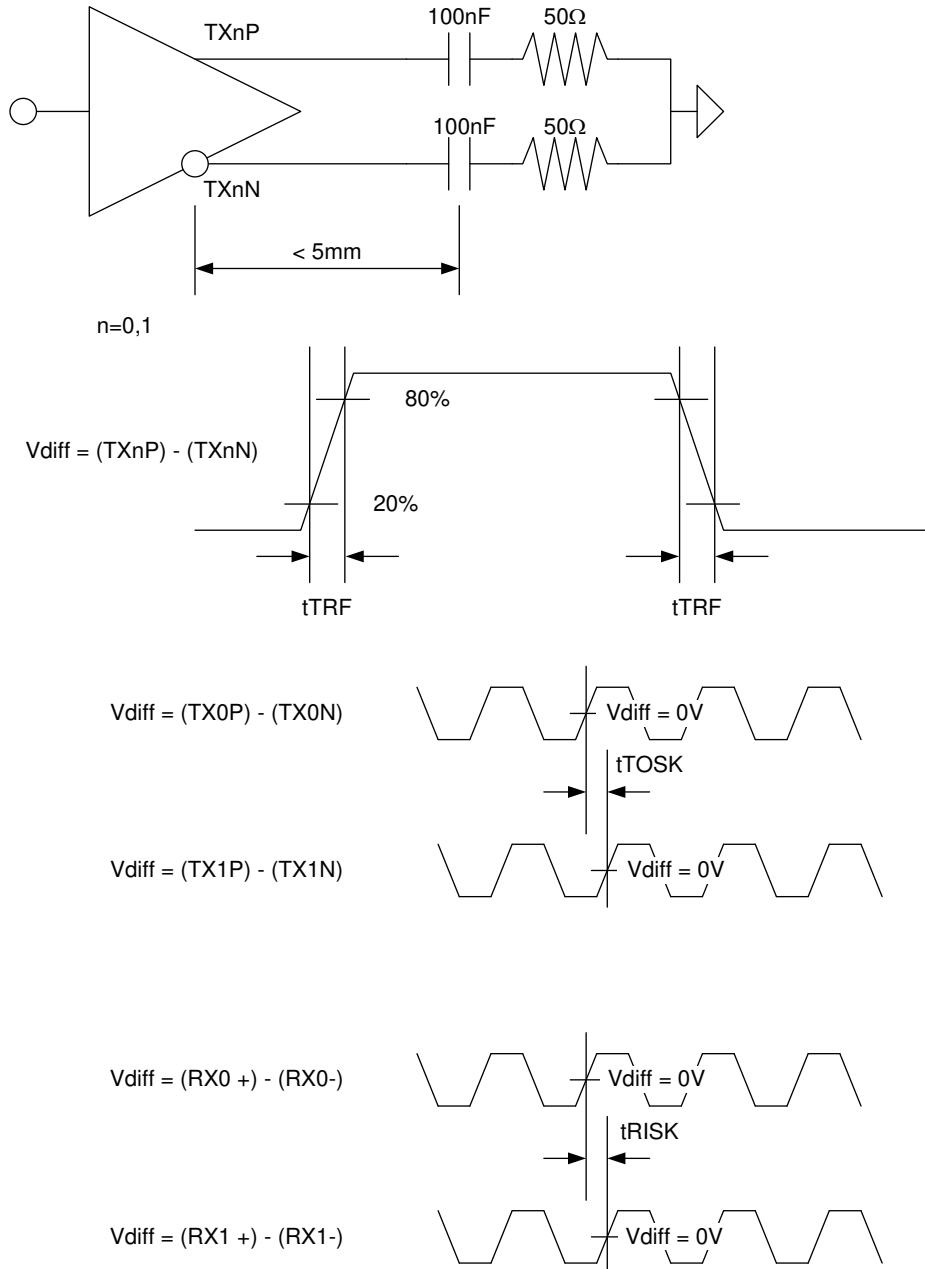 100nF
50Ω
TXnP
100nF
50Ω
TXnN
< 5mm
n=0,1
80%
Vdiff = (TXnP) - (TXnN)
20%
tTRF
tTRF
Vdiff = (TX0P) - (TX0N)
Vdiff = 0V
tTOSK
Vdiff = (TX1P) - (TX1N)
Vdiff = 0V
Vdiff = (RX0 +) - (RX0-)
Vdiff = 0V
tRISK
Vdiff = (RX1 +) - (RX1-)
Vdiff = 0V